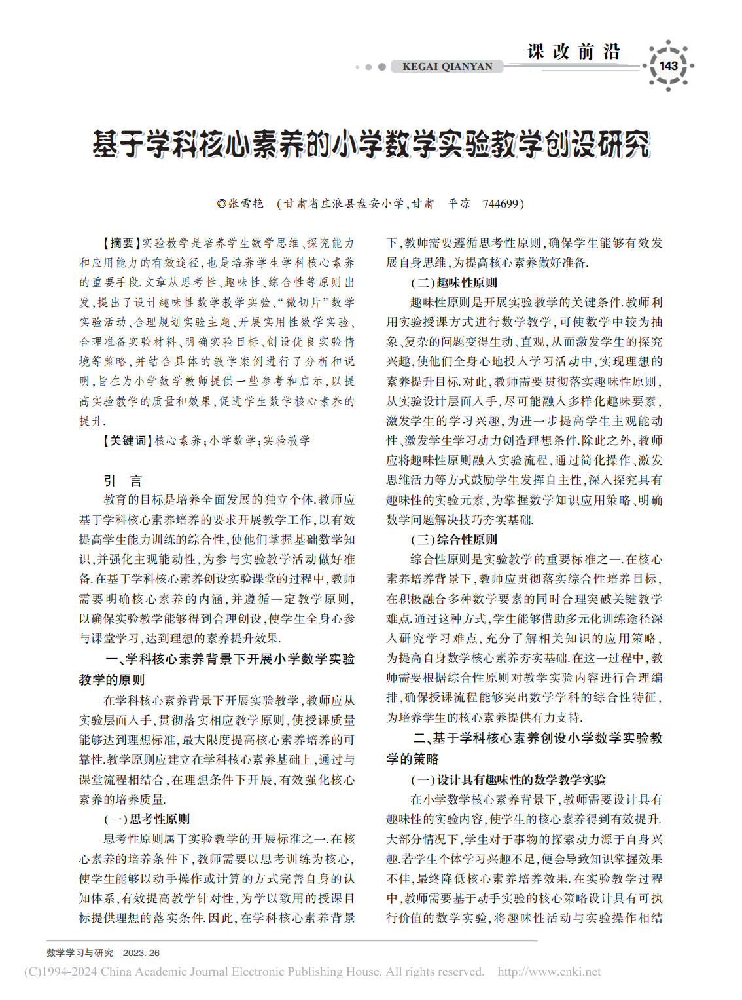 课改前沿
KEGAI QIANYAN
143
基于学科核心素养的小学数学实验教学创设研究
◎张雪艳 (甘肃省庄浪县盘安小学,甘肃 平凉 744699)
【摘要】实验教学是培养学生数学思维、探究能力
和应用能力的有效途径,也是培养学生学科核心素养
的重要手段.文章从思考性、趣味性、综合性等原则出
发,提出了设计趣味性数学教学实验、“微切片”数学
实验活动、合理规划实验主题、开展实用性数学实验、
合理准备实验材料、明确实验目标、创设优良实验情
境等策略,并结合具体的教学案例进行了分析和说
明,旨在为小学数学教师提供一些参考和启示,以提
高实验教学的质量和效果,促进学生数学核心素养的
提升.
【关键词】核心素养;小学数学;实验教学
引 言
教育的目标是培养全面发展的独立个体.教师应
基于学科核心素养培养的要求开展教学工作,以有效
提高学生能力训练的综合性,使他们掌握基础数学知
识,并强化主观能动性,为参与实验教学活动做好准
备.在基于学科核心素养创设实验课堂的过程中,教师
需要明确核心素养的内涵,并遵循一定教学原则,
以确保实验教学能够得到合理创设,使学生全身心参
与课堂学习,达到理想的素养提升效果.
一、学科核心素养背景下开展小学数学实验
教学的原则
在学科核心素养背景下开展实验教学,教师应从
实验层面入手,贯彻落实相应教学原则,使授课质量
能够达到理想标准,最大限度提高核心素养培养的可
靠性.教学原则应建立在学科核心素养基础上,通过与
课堂流程相结合,在理想条件下开展,有效强化核心
素养的培养质量.
(一)思考性原则
思考性原则属于实验教学的开展标准之一.在核
心素养的培养条件下,教师需要以思考训练为核心,
使学生能够以动手操作或计算的方式完善自身的认
知体系,有效提高教学针对性,为学以致用的授课目
标提供理想的落实条件.因此,在学科核心素养背景
下,教师需要遵循思考性原则,确保学生能够有效发
展自身思维,为提高核心素养做好准备.
(二)趣味性原则
趣味性原则是开展实验教学的关键条件.教师利
用实验授课方式进行数学教学,可使数学中较为抽
象、复杂的问题变得生动、直观,从而激发学生的探究
兴趣,使他们全身心地投入学习活动中,实现理想的
素养提升目标.对此,教师需要贯彻落实趣味性原则,
从实验设计层面入手,尽可能融入多样化趣味要素,
激发学生的学习兴趣,为进一步提高学生主观能动
性、激发学生学习动力创造理想条件.除此之外,教师
应将趣味性原则融入实验流程,通过简化操作、激发
思维活力等方式鼓励学生发挥自主性,深入探究具有
趣味性的实验元素,为掌握数学知识应用策略、明确
数学问题解决技巧夯实基础.
(三)综合性原则
综合性原则是实验教学的重要标准之一.在核心
素养培养背景下,教师应贯彻落实综合性培养目标,
在积极融合多种数学要素的同时合理突破关键教学
难点.通过这种方式,学生能够借助多元化训练途径深
入研究学习难点,充分了解相关知识的应用策略,
为提高自身数学核心素养夯实基础.在这一过程中,教
师需要根据综合性原则对教学实验内容进行合理编
排,确保授课流程能够突出数学学科的综合性特征,
为培养学生的核心素养提供有力支持.
二、基于学科核心素养创设小学数学实验教
学的策略
(一)设计具有趣味性的数学教学实验
在小学数学核心素养背景下,教师需要设计具有
趣味性的实验内容,使学生的核心素养得到有效提升.
大部分情况下,学生对于事物的探索动力源于自身兴
趣.若学生个体学习兴趣不足,便会导致知识掌握效果
不佳,最终降低核心素养培养效果.在实验教学过程
中,教师需要基于动手实验的核心策略设计具有可执
行价值的数学实验,将趣味性活动与实验操作相结
数学学习与研究 2023.26
(C)1994-2024 China Academic Journal Electronic Publishing House. All rights reserved. http://www.cnki.net